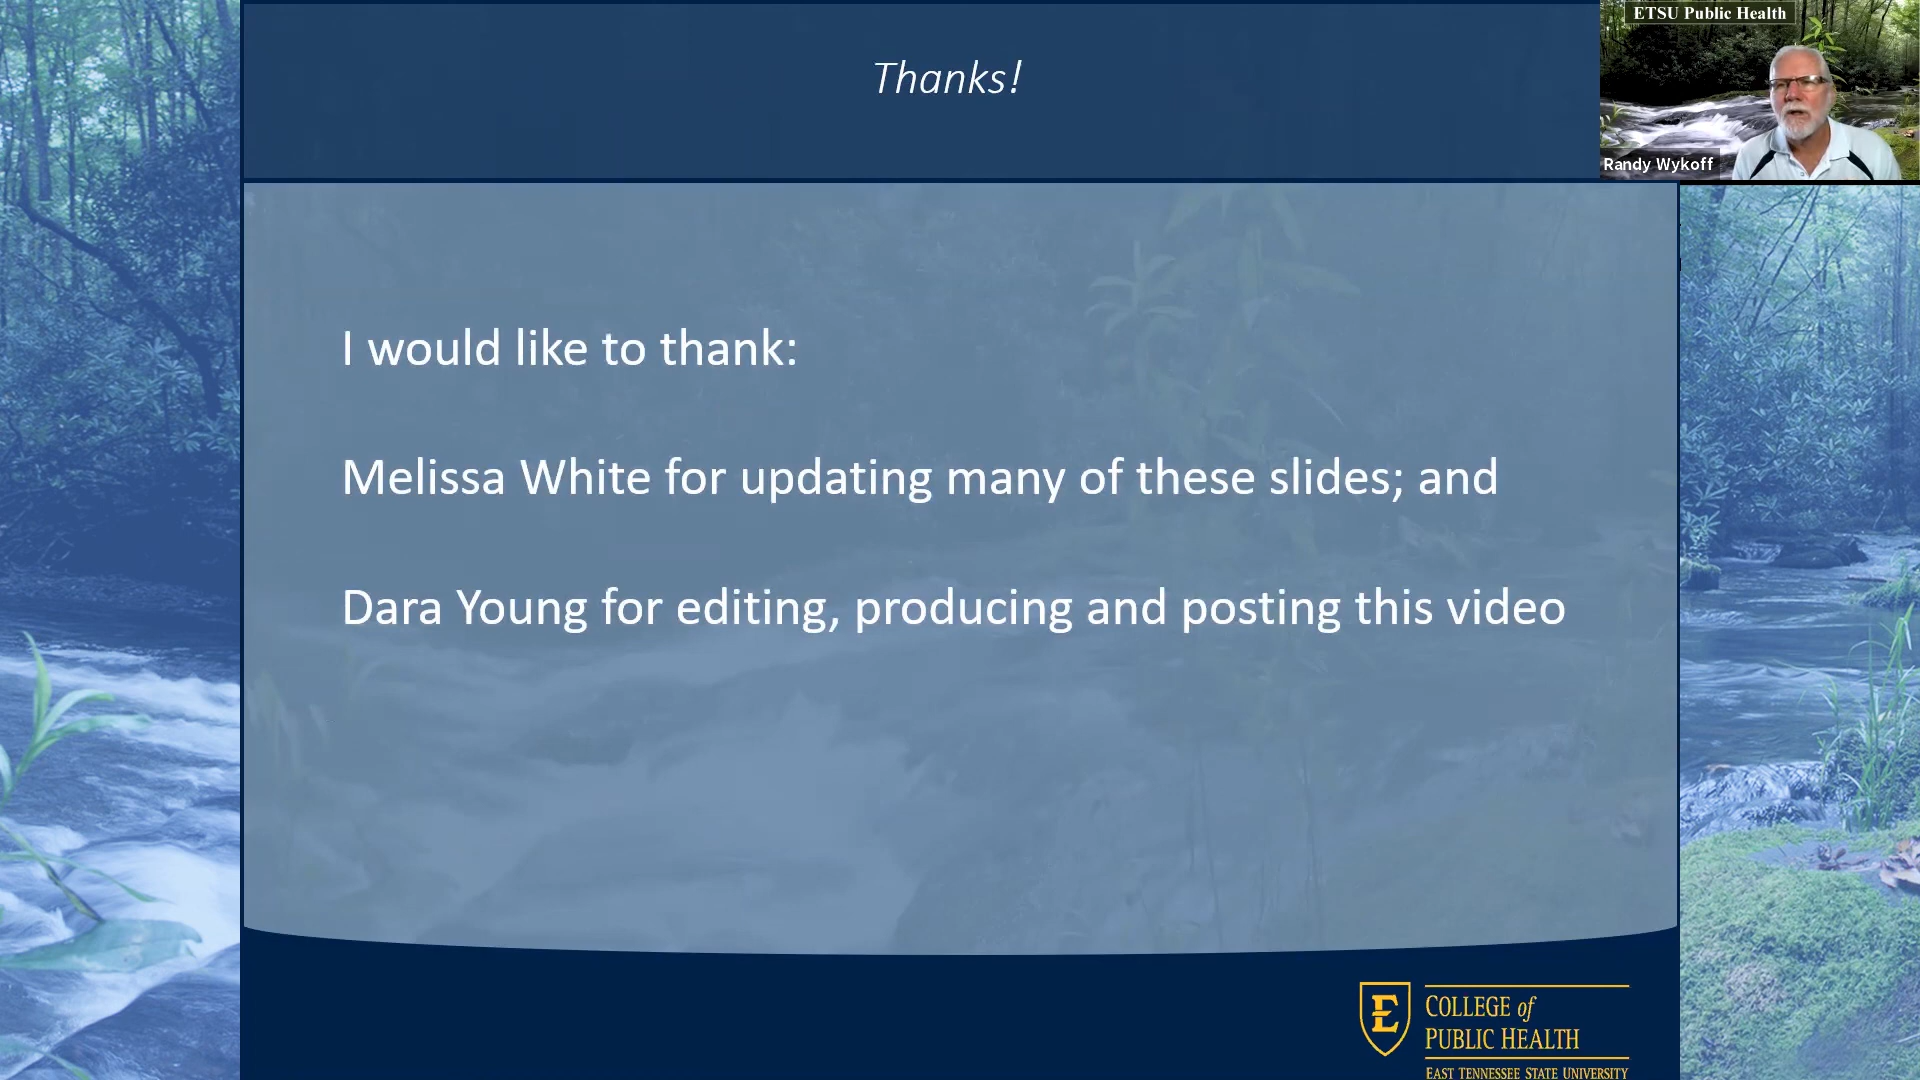 ETSU Public Health
Thanks!
Randy Wykoff
I would like to thank:
Melissa White for updating many of these slides; and
Dara Young for editing, producing and posting this video
E
COLLEGE of
PUBLIC HEALTH
EAST TENNESSEE STATE UNIVERSITY